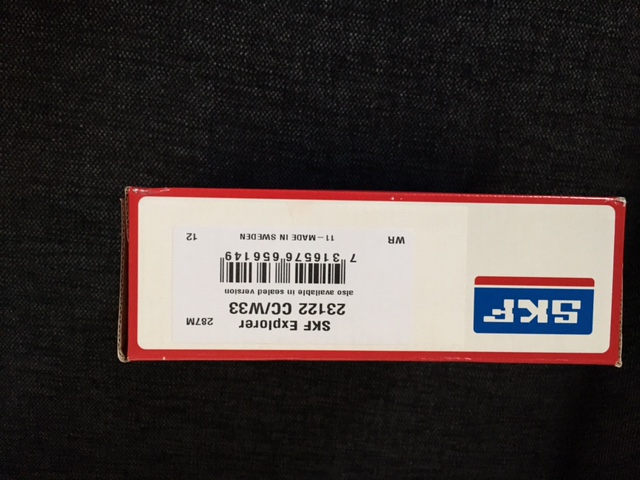 SKF
SKF Explorer
287M
23122 CC/W33
also available in sealed version
7 316576 656149
WR
11 – MADE IN SWEDEN
12